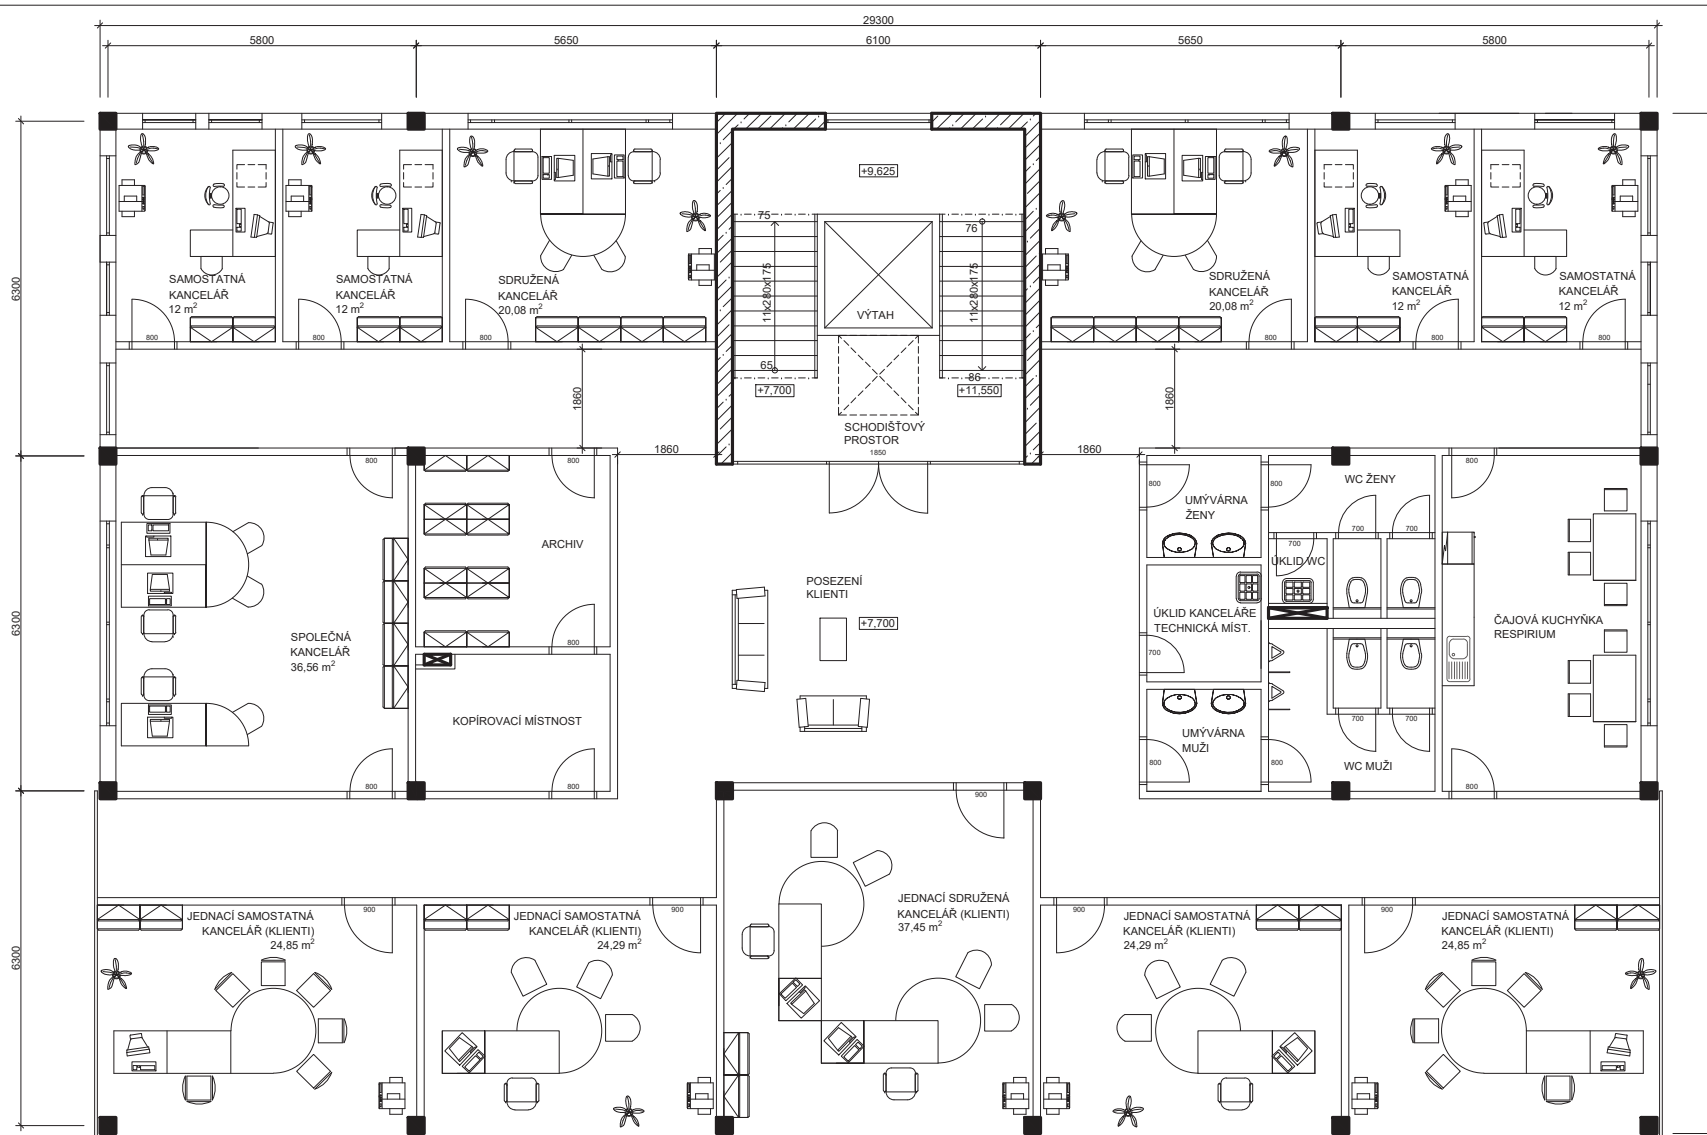 29300
5800
5650
6100
5650
5800
6300
6300
6300
+9,625
SAMOSTATNÁ
KANCELÁŘ
12 m²
800
SAMOSTATNÁ
KANCELÁŘ
12 m²
800
SDRUŽENÁ
KANCELÁŘ
20,08 m²
800
75
11x280x175
65
+7,700
VÝTAH
76
11x280x175
86
+11,550
SCHODIŠŤOVÝ
PROSTOR
1850
SDRUŽENÁ
KANCELÁŘ
20,08 m²
800
SAMOSTATNÁ
KANCELÁŘ
12 m²
800
SAMOSTATNÁ
KANCELÁŘ
12 m²
800
1860
1860
1860
1860
800
SPOLEČNÁ
KANCELÁŘ
36,56 m²
800
800
ARCHIV
800
KOPÍROVACÍ MÍSTNOST
800
POSEZENÍ
KLIENTI
+7,700
800
UMÝVÁRNA
ŽENY
800
WC ŽENY
700
700
700
ÚKLID WC
ÚKLID KANCELÁŘE
TECHNICKÁ MÍST.
700
UMÝVÁRNA
MUŽI
800
800
700
700
WC MUŽI
800
ČAJOVÁ KUCHYŇKA
RESPIRIUM
800
900
JEDNACÍ SAMOSTATNÁ
KANCELÁŘ (KLIENTI)
24,85 m²
900
JEDNACÍ SAMOSTATNÁ
KANCELÁŘ (KLIENTI)
24,29 m²
900
JEDNACÍ SDRUŽENÁ
KANCELÁŘ (KLIENTI)
37,45 m²
900
JEDNACÍ SAMOSTATNÁ
KANCELÁŘ (KLIENTI)
24,29 m²
900
JEDNACÍ SAMOSTATNÁ
KANCELÁŘ (KLIENTI)
24,85 m²